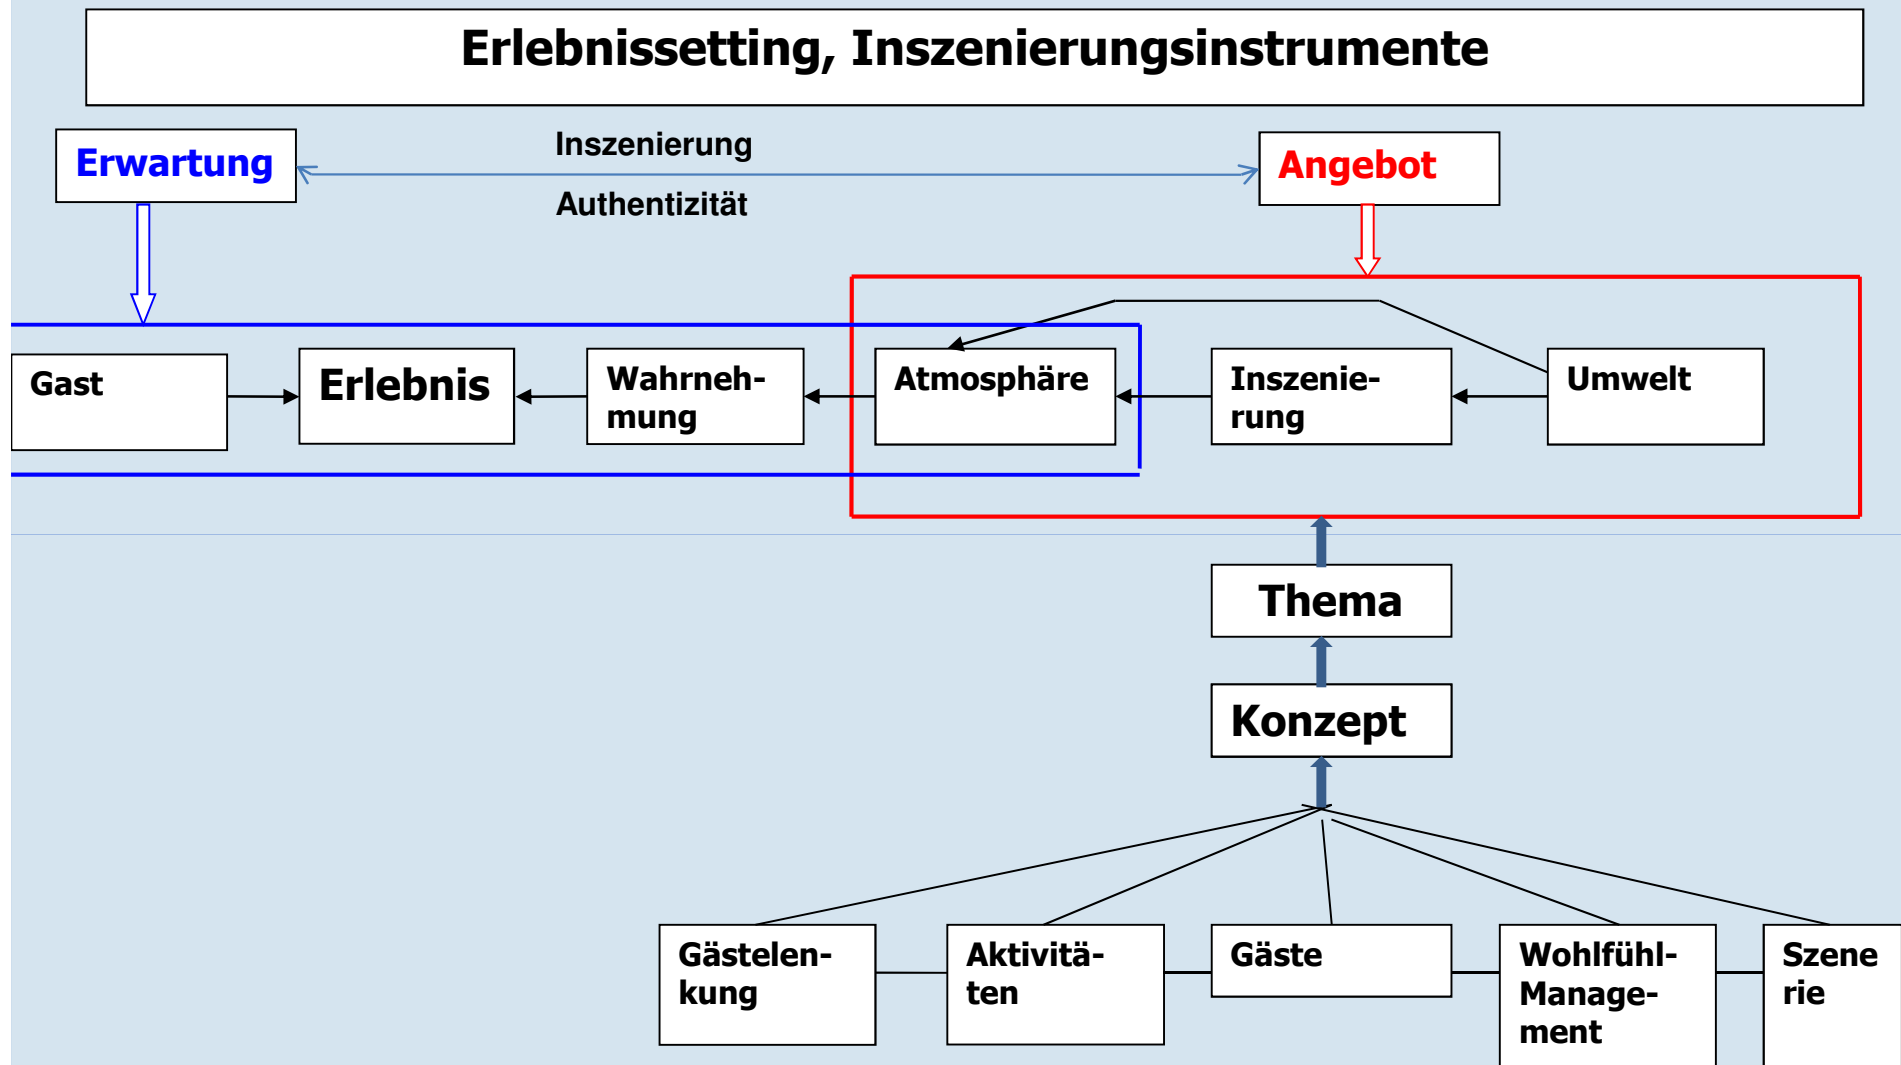 Erlebnissetting, Inszenierungsinstrumente
Inszenierung
Erwartung
Angebot
Authentizität
Gast
Erlebnis
Wahrneh-
mung
Atmosphäre
Inszenie-
rung
Umwelt
Thema
Konzept
Gästelen-
kung
Aktivitä-
ten
Gäste
Wohlfühl-
Manage-
ment
Szene
rie